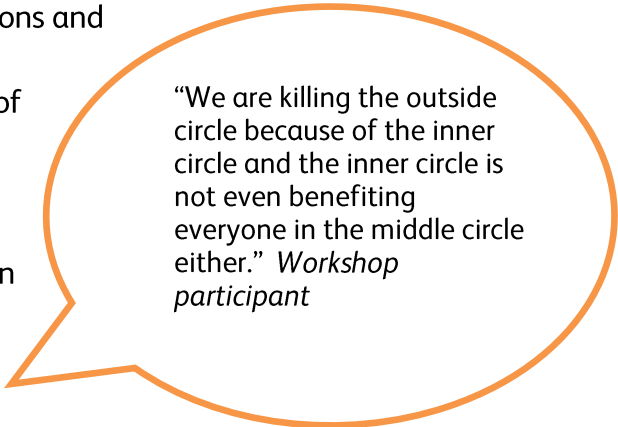 ons and
of
n
“We are killing the outside
circle because of the inner
circle and the inner circle is
not even benefiting
everyone in the middle circle
either.” Workshop
participant